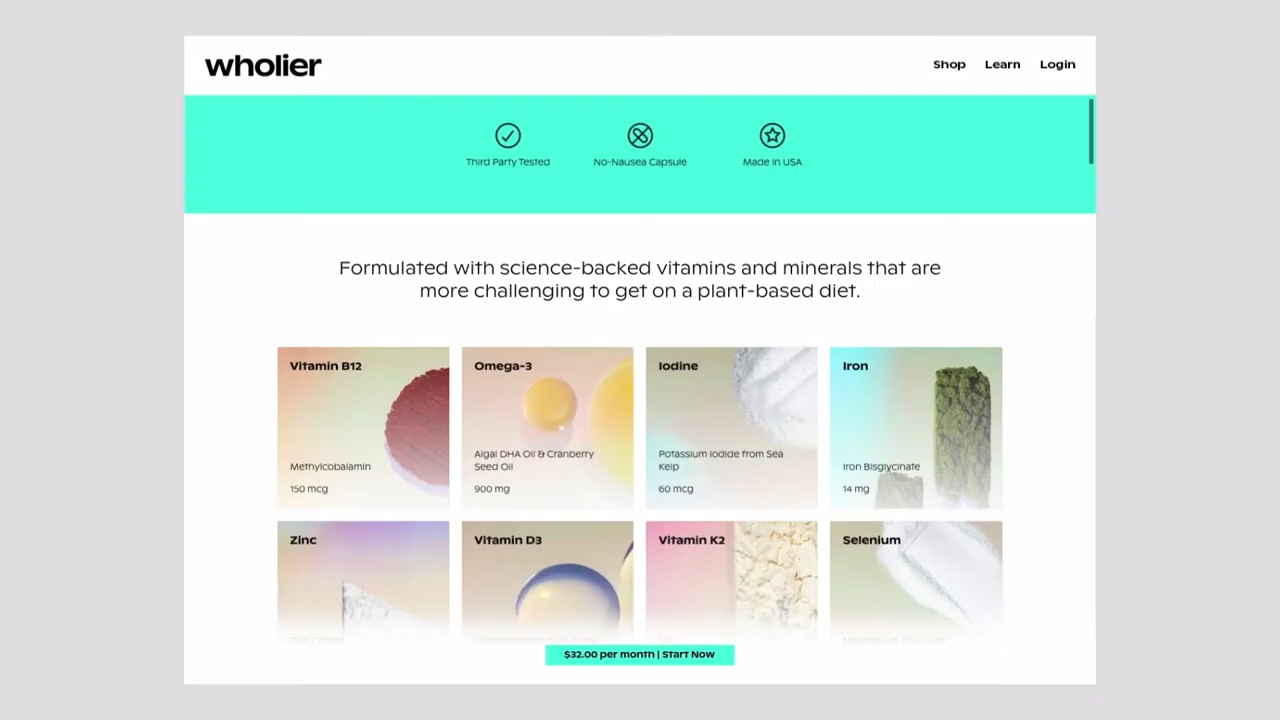 wholier
Shop Learn Login
Third Party Tested No-Nausea Capsule Made in USA
Formulated with science-backed vitamins and minerals that are
more challenging to get on a plant-based diet.
Vitamin B12
Methylcobalamin
150 mcg
Omega-3
Algal DHA Oil & Cranberry
Seed Oil
900 mg
Iodine
Potassium Iodide from Sea
Kelp
60 mcg
Iron
Iron Bisglycinate
14 mg
Zinc
Zinc Citrate
Vitamin D3
Vitamin K2
Selenium
$32.00 per month | Start Now